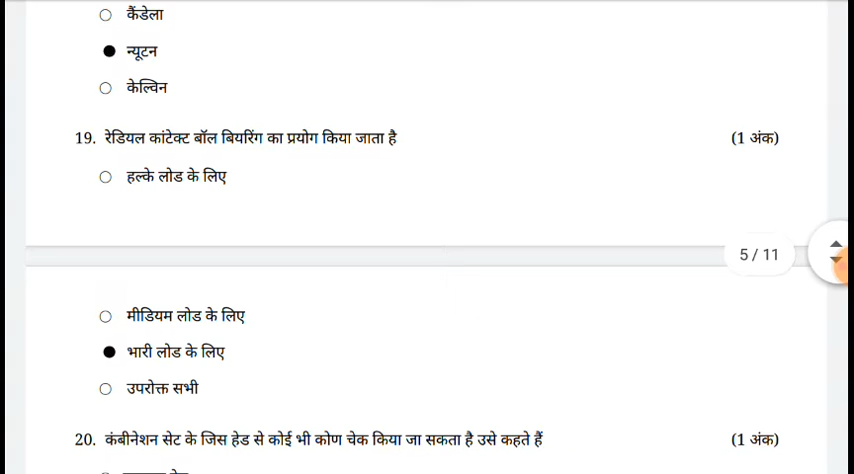 कैंडेला
न्यूटन
केल्विन
19. रेडियल कांटेक्ट बॉल बियरिंग का प्रयोग किया जाता है (1 अंक)
हल्के लोड के लिए
5 / 11
मीडियम लोड के लिए
भारी लोड के लिए
उपरोक्त सभी
20. कंबीनेशन सेट के जिस हेड से कोई भी कोण चेक किया जा सकता है उसे कहते हैं (1 अंक)